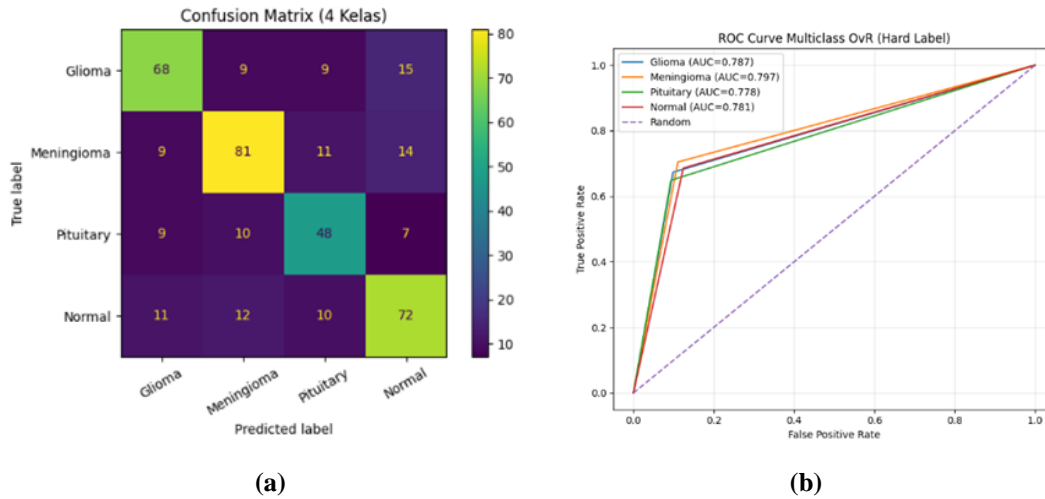 Confusion Matrix (4 Kelas)
True label
Glioma
Meningioma
Pituitary
Normal
68 9 9 15
9 81 11 14
9 10 48 7
11 12 10 72
Glioma Meningioma Pituitary Normal
Predicted label
80
70
60
50
40
30
20
10
(a)
ROC Curve Multiclass OvR (Hard Label)
Glioma (AUC=0.787)
Meningioma (AUC=0.797)
Pituitary (AUC=0.778)
Normal (AUC=0.781)
Random
True Positive Rate
1.0
0.8
0.6
0.4
0.2
0.0
0.0 0.2 0.4 0.6 0.8 1.0
False Positive Rate
(b)